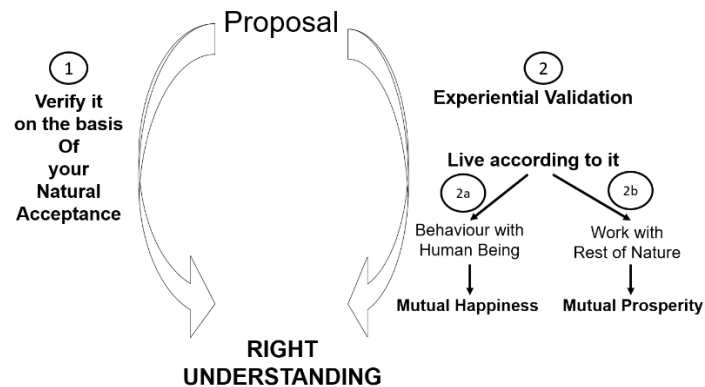 Proposal
1
Verify it
on the basis
Of
your
Natural
Acceptance
2
Experiential Validation
Live according to it
2a
2b
Behaviour with
Human Being
Work with
Rest of Nature
Mutual Happiness
Mutual Prosperity
RIGHT
UNDERSTANDING